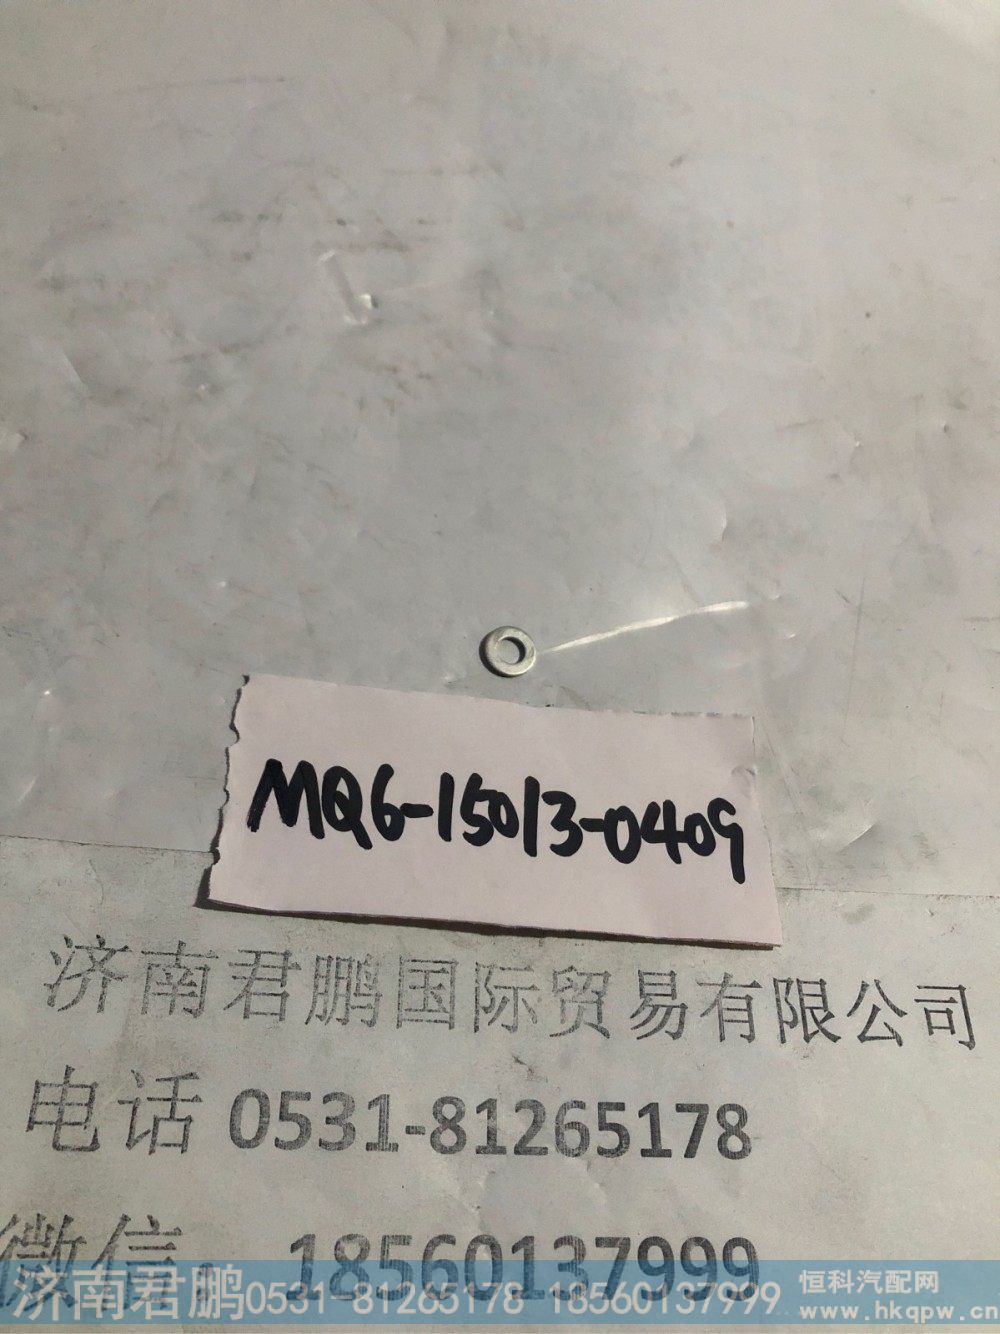 MQ6-15013-0409
济南君鹏国际贸易有限公司
电话 0531-81265178
微信. 18560137999
济南君鹏0531-81265178 18560137999
恒科汽配网
www.hkqpw.cn